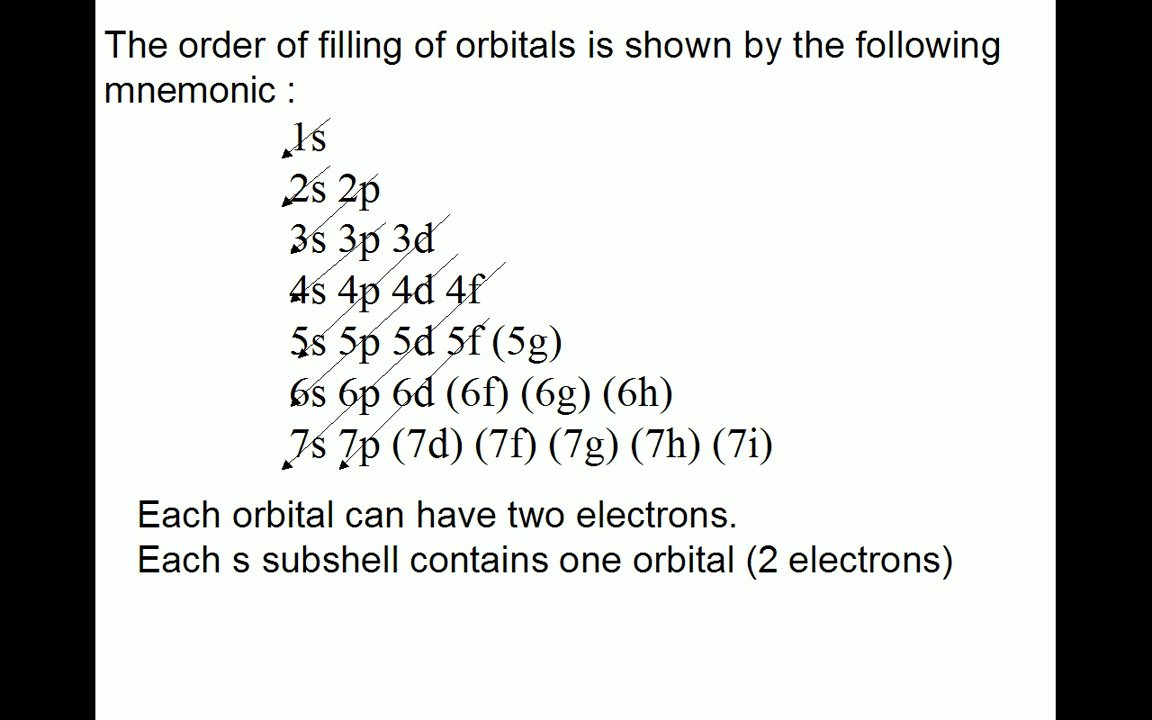 The order of filling of orbitals is shown by the following
mnemonic :
1s
2s 2p
3s 3p 3d
4s 4p 4d 4f
5s 5p 5d 5f (5g)
6s 6p 6d (6f) (6g) (6h)
7s 7p (7d) (7f) (7g) (7h) (7i)
Each orbital can have two electrons.
Each s subshell contains one orbital (2 electrons)